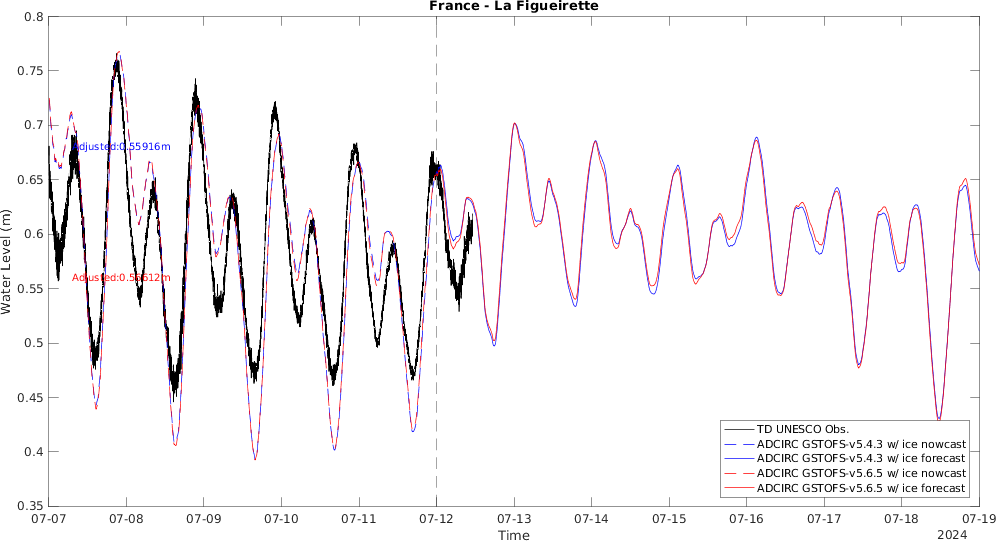 France - La Figueirette
Water Level (m)
0.8
0.75
0.7
0.65
0.6
0.55
0.5
0.45
0.4
0.35
Adjusted:0.55916m
TD UNESCO Obs.
ADCIRC GSTOFS-v5.4.3 w/ ice nowcast
ADCIRC GSTOFS-v5.4.3 w/ ice forecast
ADCIRC GSTOFS-v5.6.5 w/ ice nowcast
ADCIRC GSTOFS-v5.6.5 w/ ice forecast
07-07 07-08 07-09 07-10 07-11 07-12 07-13 07-14 07-15 07-16 07-17 07-18 07-19
Time
2024